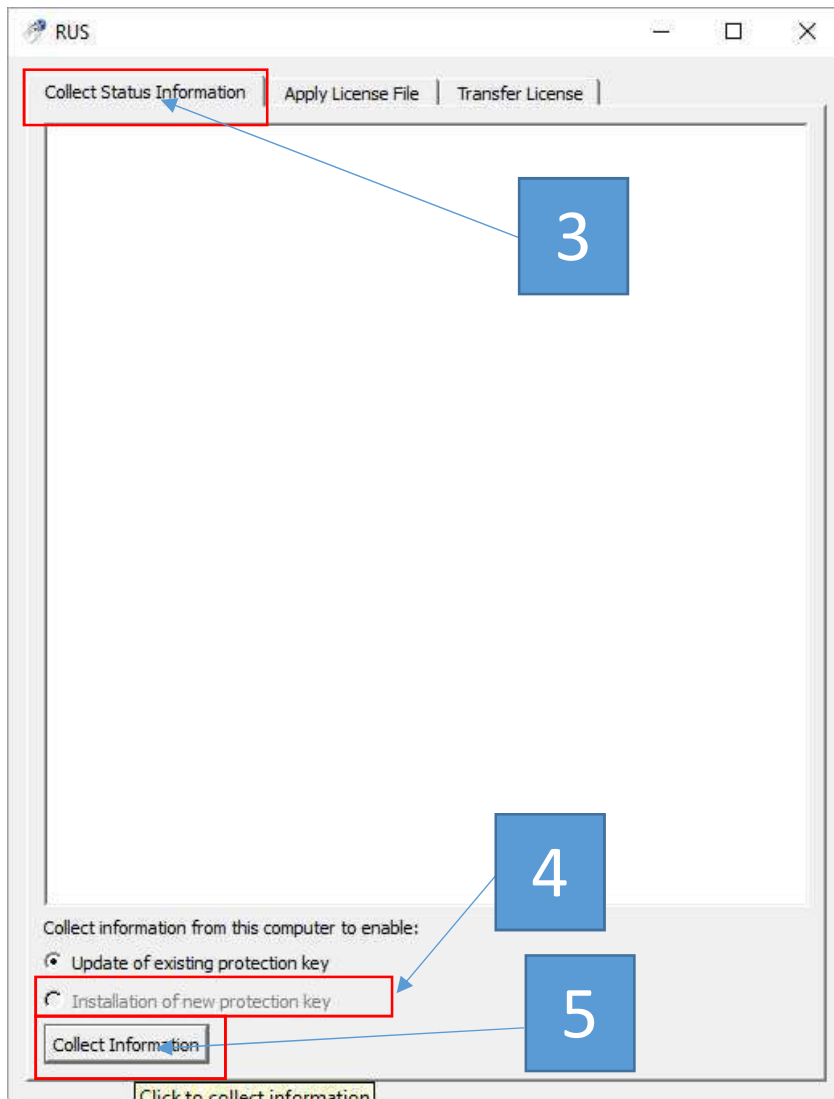 RUS
Collect Status Information
Apply License File
Transfer License
3
4
Collect information from this computer to enable:
Update of existing protection key
Installation of new protection key
5
Collect Information
Click to collect information